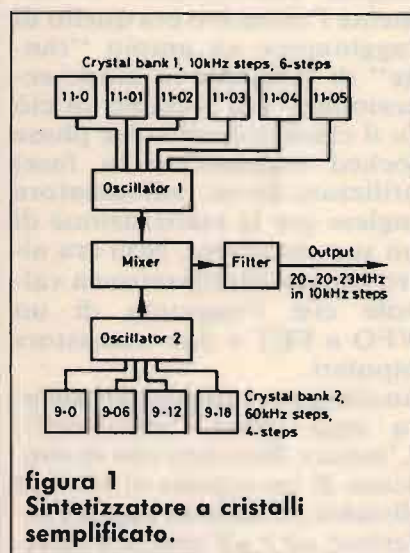 Crystal bank 1, 10kHz steps, 6-steps
11·0 11·01 11·02 11·03 11·04 11·05
Oscillator 1
Mixer Filter Output
20-20·23MHz
in 10kHz steps
Oscillator 2
9·0 9·06 9·12 9·18 Crystal bank 2,
60kHz steps,
4-steps
figura 1
Sintetizzatore a cristalli
semplificato.